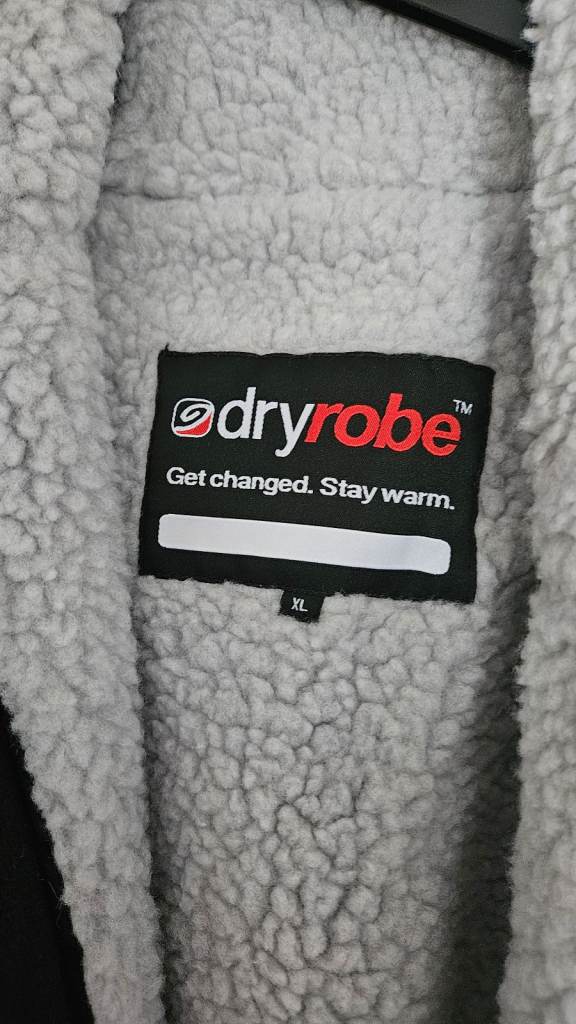 dryrobe™
Get changed. Stay warm.
XL